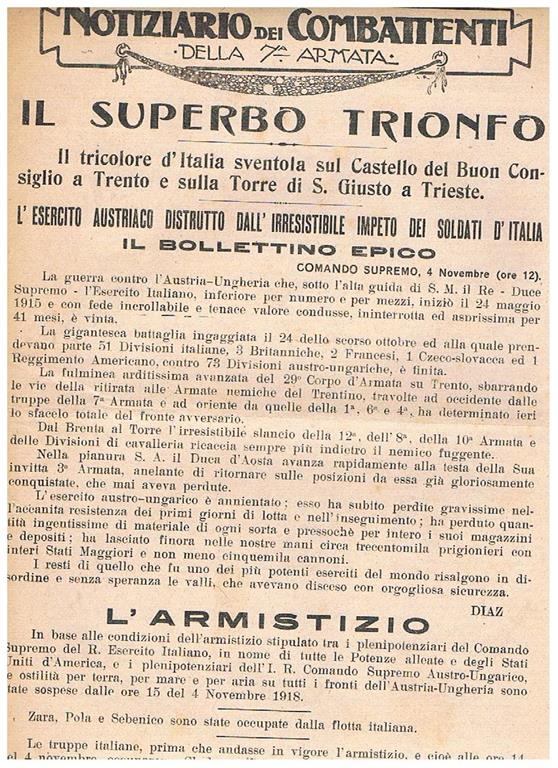 NOTIZIARIO DEI COMBATTENTI
· DELLA 7ª ARMATA ·
IL SUPERBO TRIONFO
Il tricolore d'Italia sventola sul Castello del Buon Con-
siglio a Trento e sulla Torre di S. Giusto a Trieste.
L'ESERCITO AUSTRIACO DISTRUTTO DALL'IRRESISTIBILE IMPETO DEI SOLDATI D'ITALIA
IL BOLLETTINO EPICO
COMANDO SUPREMO, 4 Novembre (ore 12).
La guerra contro l'Austria-Ungheria che, sotto l'alta guida di S. M. il Re - Duce
Supremo - l'Esercito Italiano, inferiore per numero e per mezzi, iniziò il 24 maggio
1915 e con fede incrollabile e tenace valore condusse, ininterrotta ed asprissima per
41 mesi, è vinta.
La gigantesca battaglia ingaggiata il 24 dello scorso ottobre ed alla quale pren-
devano parte 51 Divisioni italiane, 3 Britanniche, 2 Francesi, 1 Czeco-slovacca ed 1
Reggimento Americano, contro 73 Divisioni austro-ungariche, è finita.
La fulminea arditissima avanzata del 29º Corpo d'Armata su Trento, sbarrando
le vie della ritirata alle Armate nemiche del Trentino, travolte ad occidente dalle
truppe della 7ª Armata e ad oriente da quelle della 1ª, 6ª e 4ª, ha determinato ieri
lo sfacelo totale del fronte avversario.
Dal Brenta al Torre l'irresistibile slancio della 12ª, dell'8ª, della 10ª Armata e
delle Divisioni di cavalleria ricaccia sempre più indietro il nemico fuggente.
Nella pianura S. A. il Duca d'Aosta avanza rapidamente alla testa della Sua
invitta 3ª Armata, anelante di ritornare sulle posizioni da essa già gloriosamente
conquistate, che mai aveva perdute.
L'esercito austro-ungarico è annientato; esso ha subito perdite gravissime nel-
l'accanita resistenza dei primi giorni di lotta e nell'inseguimento; ha perduto quan-
tità ingentissime di materiale di ogni sorta e pressochè per intero i suoi magazzini
e depositi; ha lasciato finora nelle nostre mani circa trecentomila prigionieri con
interi Stati Maggiori e non meno cinquemila cannoni.
I resti di quello che fu uno dei più potenti eserciti del mondo risalgono in di-
sordine e senza speranza le valli, che avevano disceso con orgogliosa sicurezza.
DIAZ
L'ARMISTIZIO
In base alle condizioni dell'armistizio stipulato tra i plenipotenziari del Comando
Supremo del R. Esercito Italiano, in nome di tutte le Potenze alleate e degli Stati
Uniti d'America, e i plenipotenziari dell'I. R. Comando Supremo Austro-Ungarico,
e ostilità per terra, per mare e per aria su tutti i fronti dell'Austria-Ungheria sono
tate sospese dalle ore 15 del 4 Novembre 1918.
Zara, Pola e Sebenico sono state occupate dalla flotta italiana.
Le truppe italiane, prima che andasse in vigore l'armistizio, e cioè alle ore 14